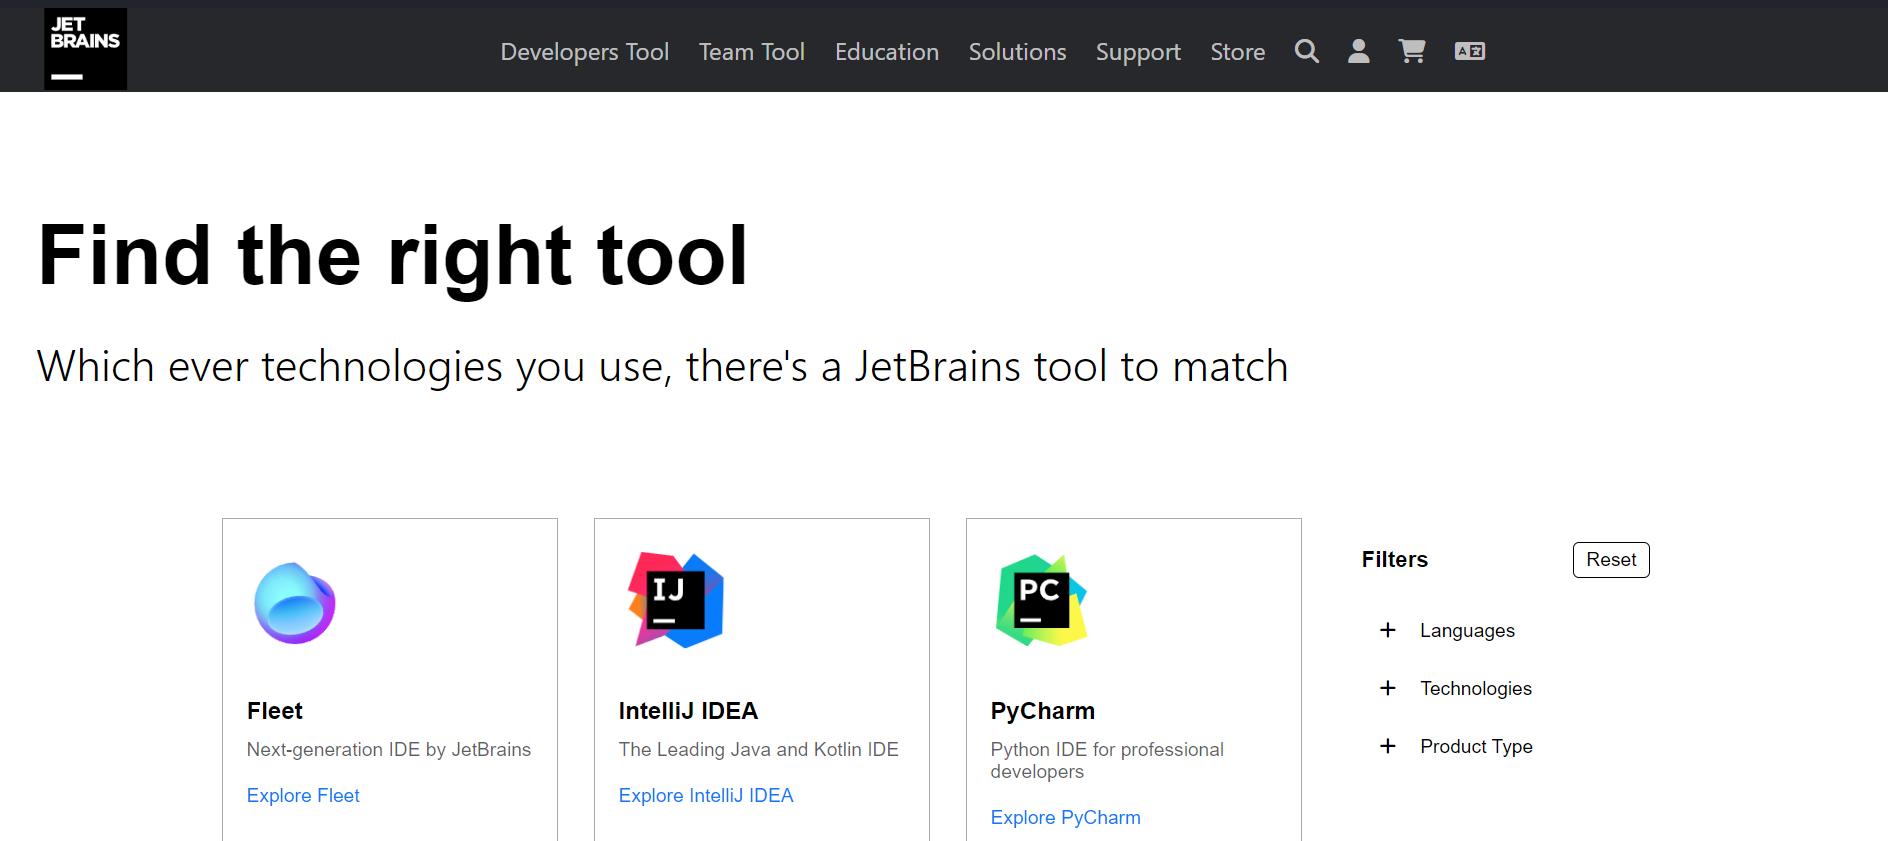 JET
BRAINS
Developers Tool Team Tool Education Solutions Support Store
Find the right tool
Which ever technologies you use, there's a JetBrains tool to match
IJ
PC
Fleet
Next-generation IDE by JetBrains
Explore Fleet
IntelliJ IDEA
The Leading Java and Kotlin IDE
Explore IntelliJ IDEA
PyCharm
Python IDE for professional
developers
Explore PyCharm
Filters
Reset
Languages
Technologies
Product Type